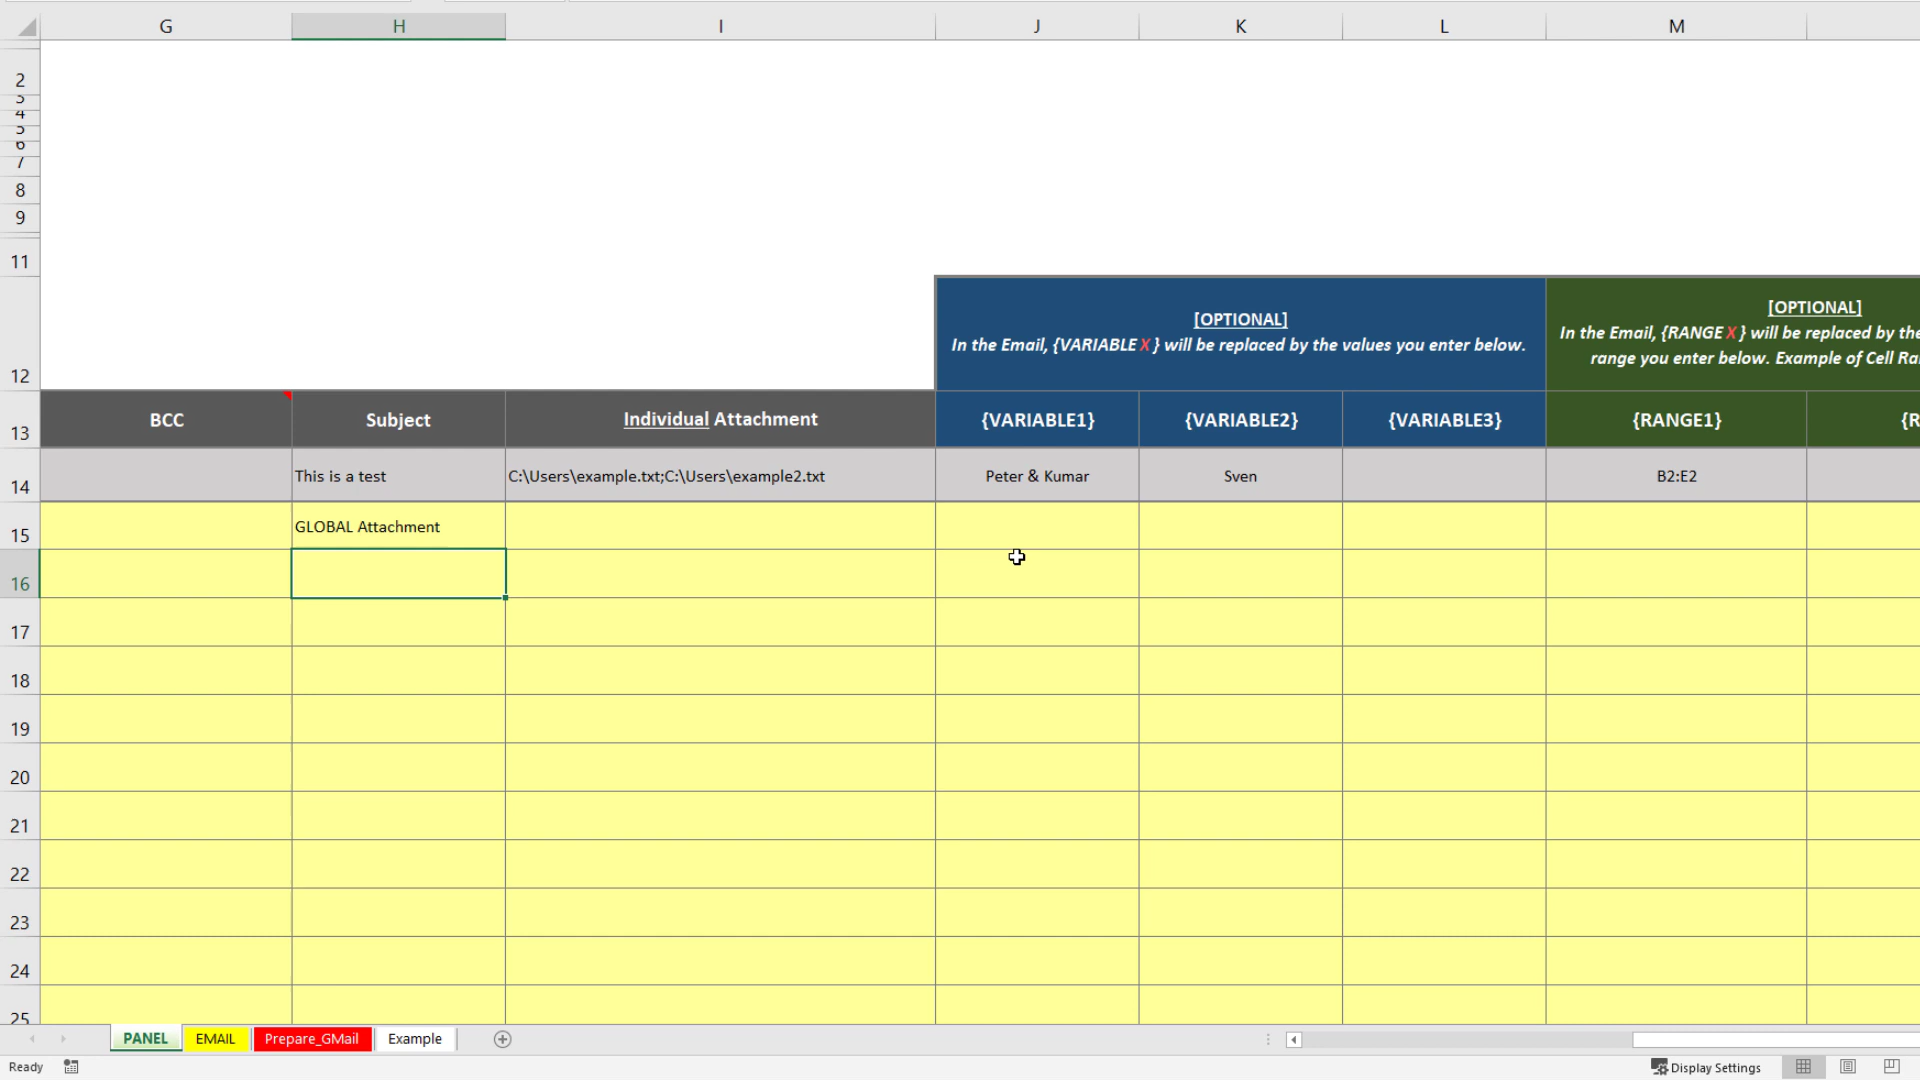 G H I J K L M
2
3
4
5
6
7
8
9
11
[OPTIONAL]
In the Email, {VARIABLE X } will be replaced by the values you enter below.
[OPTIONAL]
In the Email, {RANGE X } will be replaced by the
range you enter below. Example of Cell Ra
12
13 BCC Subject Individual Attachment {VARIABLE1} {VARIABLE2} {VARIABLE3} {RANGE1} {R
14 This is a test C:\Users\example.txt;C:\Users\example2.txt Peter & Kumar Sven B2:E2
15 GLOBAL Attachment
16
17
18
19
20
21
22
23
24
25
PANEL EMAIL Prepare_GMail Example
Ready Display Settings